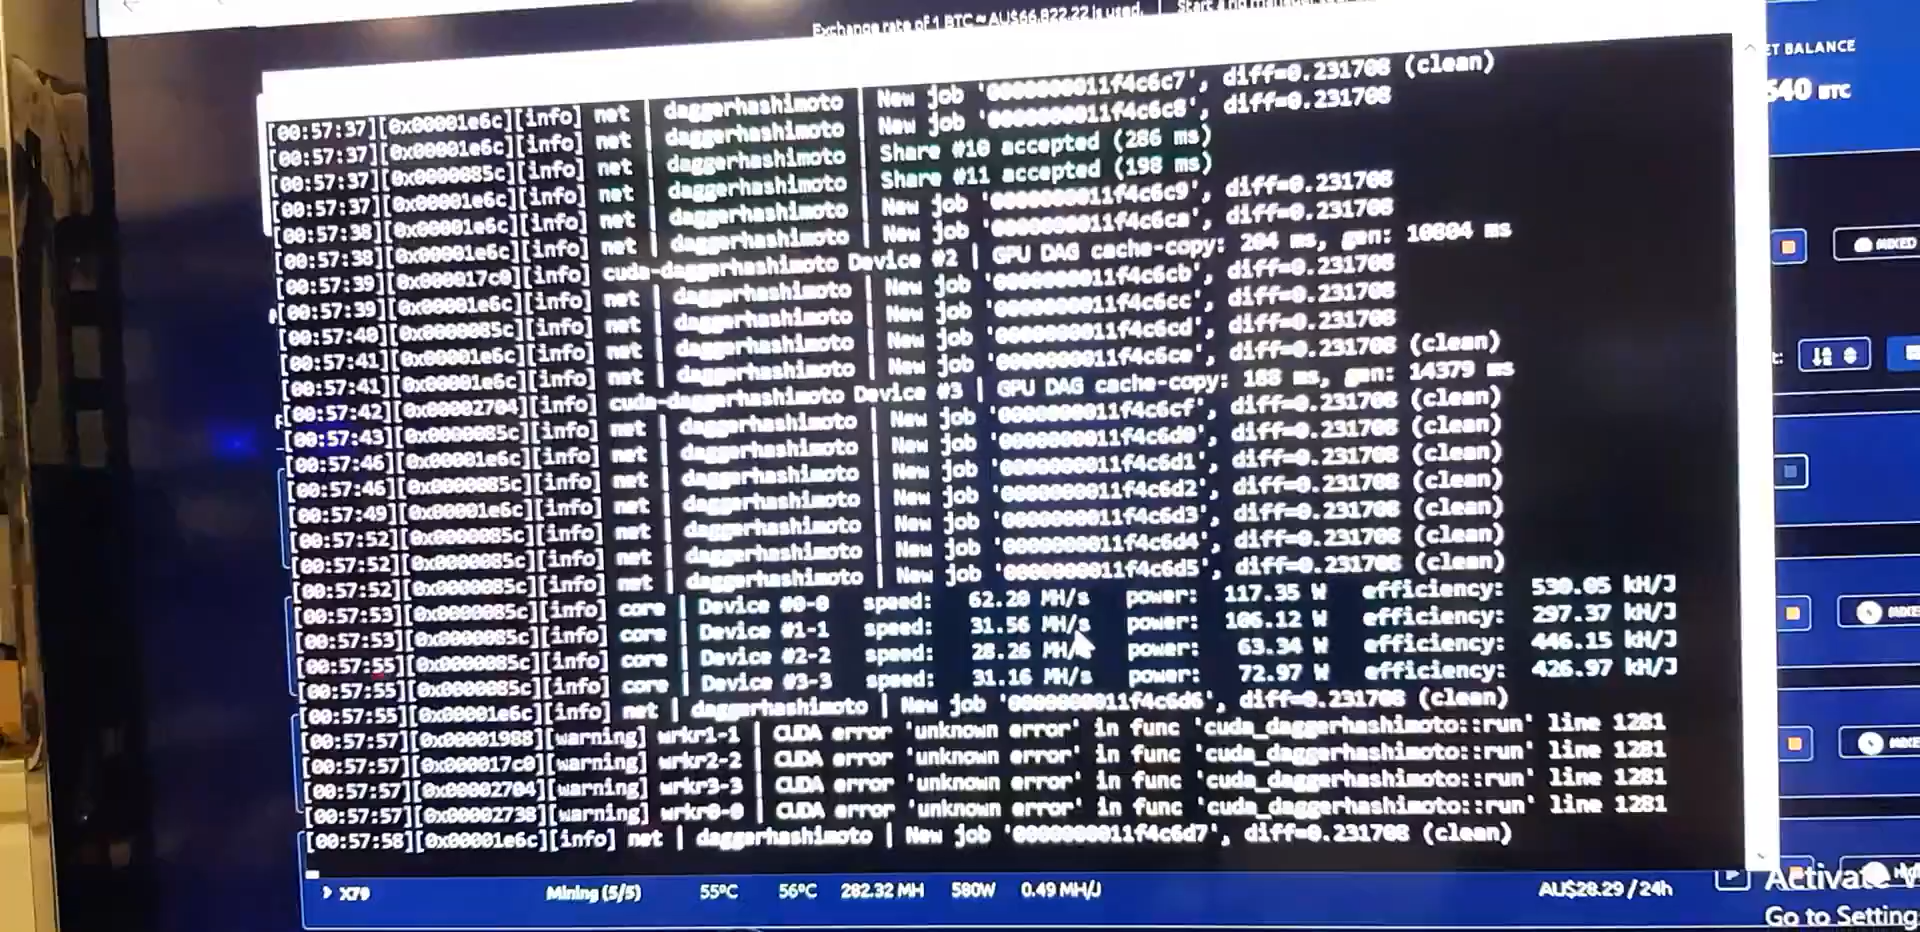 Exchange rate of 1 BTC ≈ AU$66,822.22 is used. |
ET BALANCE
640 BTC
[00:57:37][0x00001e6c][info] net | daggerhashimoto | New job '0000000011f4c6c7', diff=0.231708 (clean)
[00:57:37][0x00001e6c][info] net | daggerhashimoto | New job '0000000011f4c6c8', diff=0.231708
[00:57:37][0x0000085c][info] net | daggerhashimoto | Share #10 accepted (286 ms)
[00:57:37][0x00001e6c][info] net | daggerhashimoto | Share #11 accepted (198 ms)
[00:57:38][0x00001e6c][info] net | daggerhashimoto | New job '0000000011f4c6c9', diff=0.231708
[00:57:38][0x00001e6c][info] net | daggerhashimoto | New job '0000000011f4c6ca', diff=0.231708
[00:57:39][0x000017c0][info] cuda-daggerhashimoto Device #2 | GPU DAG cache-copy: 204 ms, gen: 10804 ms
[00:57:39][0x00001e6c][info] net | daggerhashimoto | New job '0000000011f4c6cb', diff=0.231708
[00:57:40][0x0000085c][info] net | daggerhashimoto | New job '0000000011f4c6cc', diff=0.231708
[00:57:41][0x00001e6c][info] net | daggerhashimoto | New job '0000000011f4c6cd', diff=0.231708
[00:57:41][0x00001e6c][info] net | daggerhashimoto | New job '0000000011f4c6ce', diff=0.231708 (clean)
[00:57:42][0x00002704][info] cuda-daggerhashimoto Device #3 | GPU DAG cache-copy: 188 ms, gen: 14379 ms
[00:57:43][0x0000085c][info] net | daggerhashimoto | New job '0000000011f4c6cf', diff=0.231708 (clean)
[00:57:46][0x00001e6c][info] net | daggerhashimoto | New job '0000000011f4c6d0', diff=0.231708 (clean)
[00:57:46][0x0000085c][info] net | daggerhashimoto | New job '0000000011f4c6d1', diff=0.231708 (clean)
[00:57:49][0x00001e6c][info] net | daggerhashimoto | New job '0000000011f4c6d2', diff=0.231708 (clean)
[00:57:52][0x0000085c][info] net | daggerhashimoto | New job '0000000011f4c6d3', diff=0.231708 (clean)
[00:57:52][0x0000085c][info] net | daggerhashimoto | New job '0000000011f4c6d4', diff=0.231708 (clean)
[00:57:52][0x0000085c][info] net | daggerhashimoto | New job '0000000011f4c6d5', diff=0.231708 (clean)
[00:57:53][0x0000085c][info] core | Device #0-0 speed: 62.20 MH/s power: 117.35 W efficiency: 530.05 kH/J
[00:57:53][0x0000085c][info] core | Device #1-1 speed: 31.56 MH/s power: 106.12 W efficiency: 297.37 kH/J
[00:57:55][0x0000085c][info] core | Device #2-2 speed: 28.26 MH/s power: 63.34 W efficiency: 446.15 kH/J
[00:57:55][0x0000085c][info] core | Device #3-3 speed: 31.16 MH/s power: 72.97 W efficiency: 426.97 kH/J
[00:57:55][0x00001e6c][info] net | daggerhashimoto | New job '0000000011f4c6d6', diff=0.231708 (clean)
[00:57:57][0x00001988][warning] wrkr1-1 | CUDA error 'unknown error' in func 'cuda_daggerhashimoto::run' line 1281
[00:57:57][0x000017c0][warning] wrkr2-2 | CUDA error 'unknown error' in func 'cuda_daggerhashimoto::run' line 1281
[00:57:57][0x00002704][warning] wrkr3-3 | CUDA error 'unknown error' in func 'cuda_daggerhashimoto::run' line 1281
[00:57:57][0x00002738][warning] wrkr0-0 | CUDA error 'unknown error' in func 'cuda_daggerhashimoto::run' line 1281
[00:57:58][0x00001e6c][info] net | daggerhashimoto | New job '0000000011f4c6d7', diff=0.231708 (clean)
X79 Mining (5/5) 55°C 56°C 282.32 MH 580W 0.49 MH/J AU$28.29 / 24h
Activate
Go to Setting